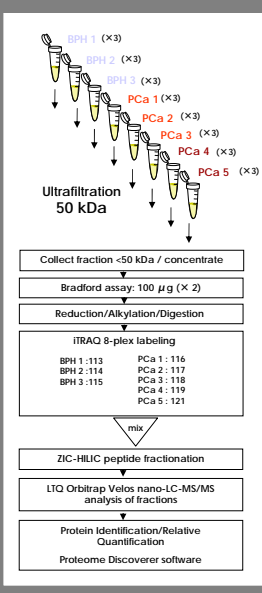 BPH 1 (×3)
BPH 2 (×3)
BPH 3 (×3)
PCa 1 (×3)
PCa 2 (×3)
PCa 3 (×3)
PCa 4 (×3)
PCa 5 (×3)
Ultrafiltration
50 kDa
Collect fraction <50 kDa / concentrate
Bradford assay: 100 µg (× 2)
Reduction/Alkylation/Digestion
iTRAQ 8-plex labeling
BPH 1 :113
BPH 2 :114
BPH 3 :115
PCa 1 : 116
PCa 2 : 117
PCa 3 : 118
PCa 4 : 119
PCa 5 : 121
mix
ZIC-HILIC peptide fractionation
LTQ Orbitrap Velos nano-LC-MS/MS
analysis of fractions
Protein Identification/Relative
Quantification
Proteome Discoverer software